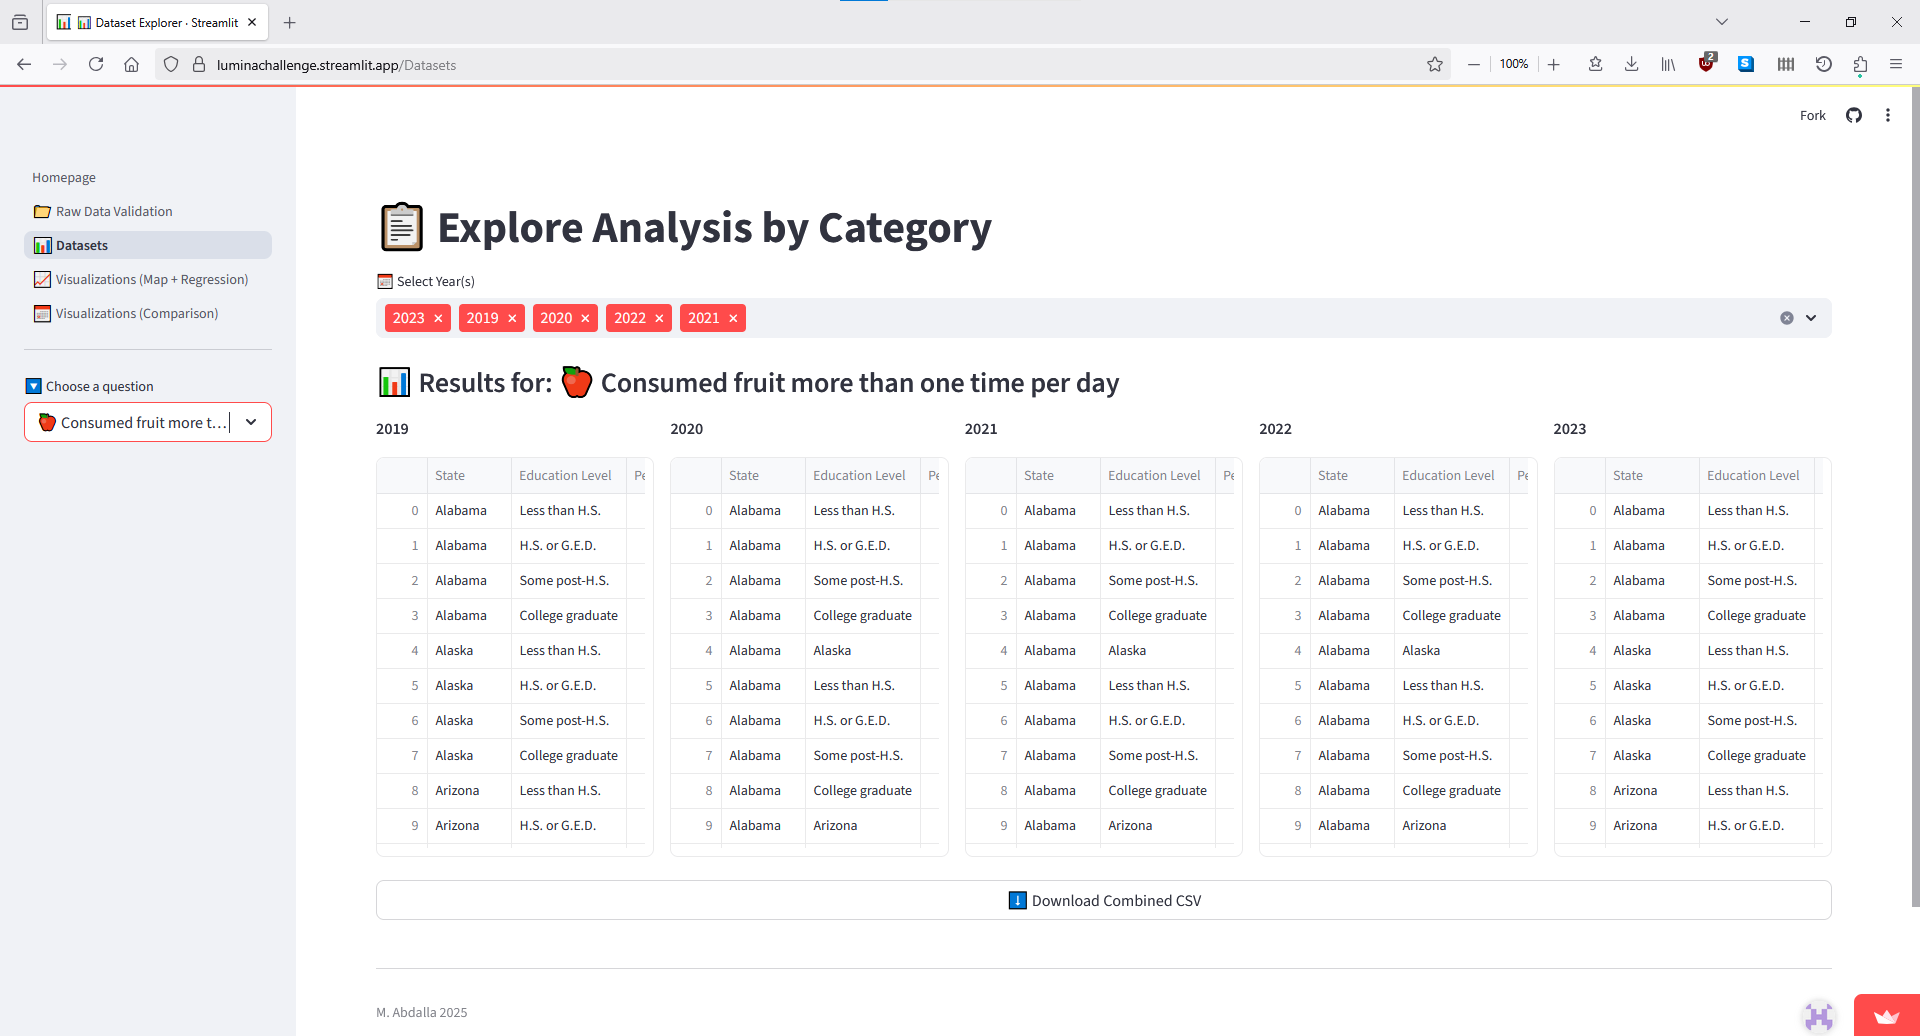 Dataset Explorer · Streamlit
luminachallenge.streamlit.app/Datasets
100%
2
Fork
Homepage
Raw Data Validation
Datasets
Visualizations (Map + Regression)
Visualizations (Comparison)
Choose a question
Consumed fruit more t...
Explore Analysis by Category
Select Year(s)
2023 2019 2020 2022 2021
Results for: Consumed fruit more than one time per day
2019 2020 2021 2022 2023
State Education Level Pe State Education Level Pe State Education Level Pe State Education Level Pe State Education Level
0 Alabama Less than H.S. 0 Alabama Less than H.S. 0 Alabama Less than H.S. 0 Alabama Less than H.S. 0 Alabama Less than H.S.
1 Alabama H.S. or G.E.D. 1 Alabama H.S. or G.E.D. 1 Alabama H.S. or G.E.D. 1 Alabama H.S. or G.E.D. 1 Alabama H.S. or G.E.D.
2 Alabama Some post-H.S. 2 Alabama Some post-H.S. 2 Alabama Some post-H.S. 2 Alabama Some post-H.S. 2 Alabama Some post-H.S.
3 Alabama College graduate 3 Alabama College graduate 3 Alabama College graduate 3 Alabama College graduate 3 Alabama College graduate
4 Alaska Less than H.S. 4 Alabama Alaska 4 Alabama Alaska 4 Alabama Alaska 4 Alaska Less than H.S.
5 Alaska H.S. or G.E.D. 5 Alabama Less than H.S. 5 Alabama Less than H.S. 5 Alabama Less than H.S. 5 Alaska H.S. or G.E.D.
6 Alaska Some post-H.S. 6 Alabama H.S. or G.E.D. 6 Alabama H.S. or G.E.D. 6 Alabama H.S. or G.E.D. 6 Alaska Some post-H.S.
7 Alaska College graduate 7 Alabama Some post-H.S. 7 Alabama Some post-H.S. 7 Alabama Some post-H.S. 7 Alaska College graduate
8 Arizona Less than H.S. 8 Alabama College graduate 8 Alabama College graduate 8 Alabama College graduate 8 Arizona Less than H.S.
9 Arizona H.S. or G.E.D. 9 Alabama Arizona 9 Alabama Arizona 9 Alabama Arizona 9 Arizona H.S. or G.E.D.
Download Combined CSV
M. Abdalla 2025